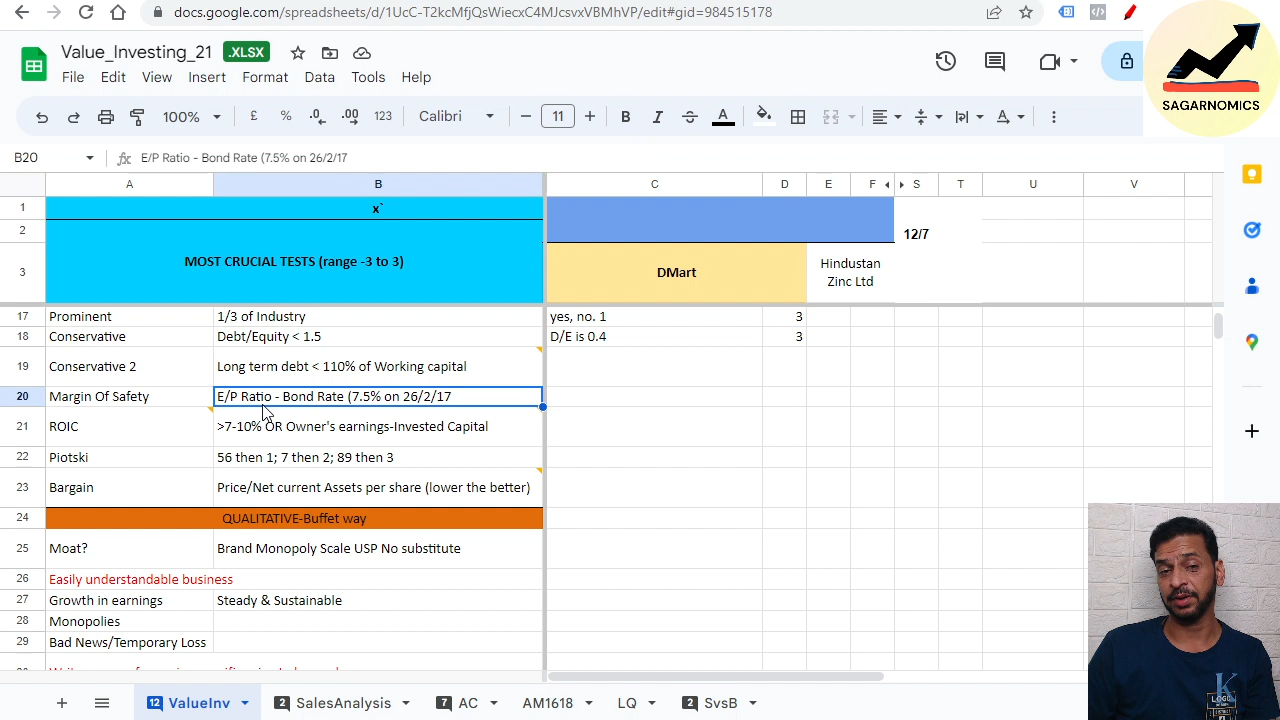 docs.google.com/spreadsheets/d/1UcC-T2kcMfjQsWiecxC4MJcsvxVBMhVP/edit#gid=984515178
Value_Investing_21 .XLSX
File Edit View Insert Format Data Tools Help
100% £ % .0 .00 123 Calibri 11 B I A
B20 fx E/P Ratio - Bond Rate (7.5% on 26/2/17
A B C D E F S T U V
1 x`
2 12/7
3 MOST CRUCIAL TESTS (range -3 to 3) DMart Hindustan
Zinc Ltd
17 Prominent 1/3 of Industry yes, no. 1 3
18 Conservative Debt/Equity < 1.5 D/E is 0.4 3
19 Conservative 2 Long term debt < 110% of Working capital
20 Margin Of Safety E/P Ratio - Bond Rate (7.5% on 26/2/17
21 ROIC >7-10% OR Owner's earnings-Invested Capital
22 Piotski 56 then 1; 7 then 2; 89 then 3
23 Bargain Price/Net current Assets per share (lower the better)
24 QUALITATIVE-Buffet way
25 Moat? Brand Monopoly Scale USP No substitute
26 Easily understandable business
27 Growth in earnings Steady & Sustainable
28 Monopolies
29 Bad News/Temporary Loss
12 ValueInv 2 SalesAnalysis 7 AC AM1618 LQ 2 SvsB
SAGARNOMICS
K
LOGO